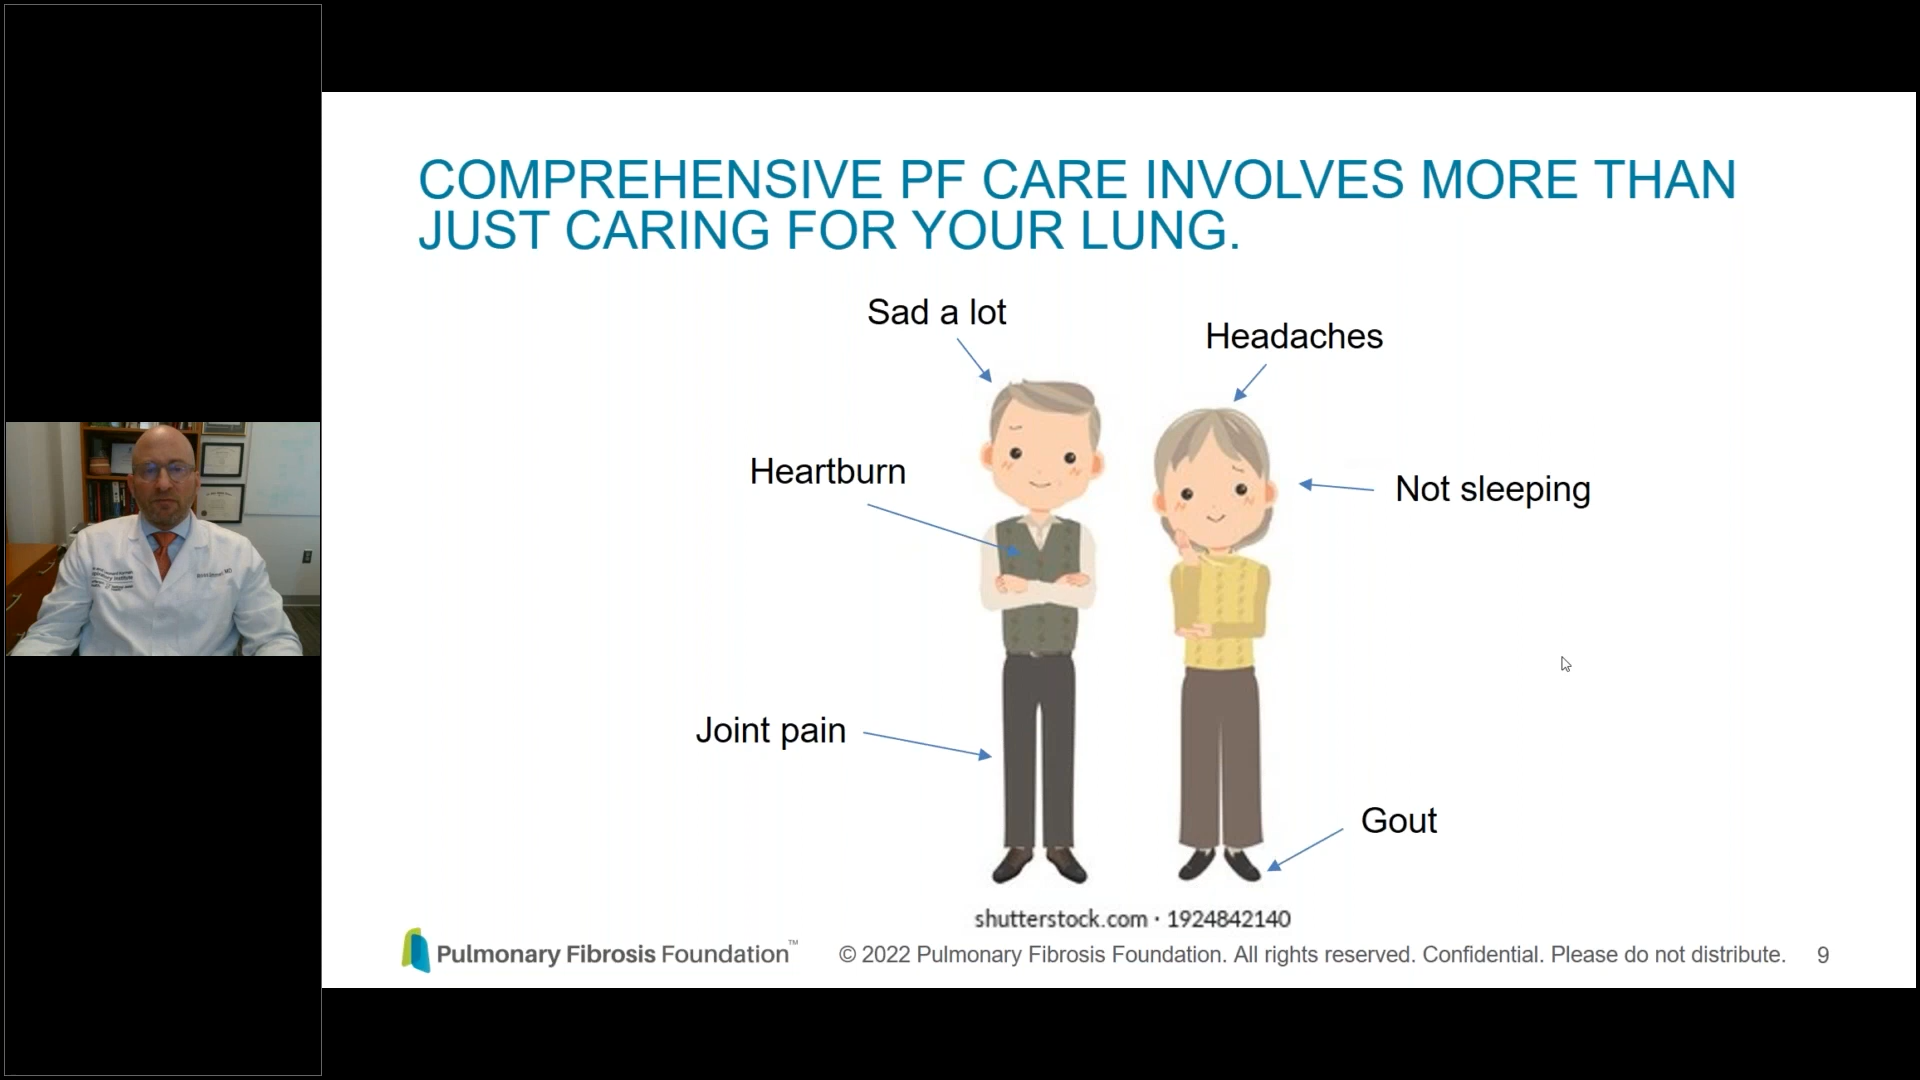 COMPREHENSIVE PF CARE INVOLVES MORE THAN
JUST CARING FOR YOUR LUNG.
Sad a lot
Headaches
Heartburn
Not sleeping
Joint pain
Gout
shutterstock.com · 1924842140
Pulmonary Fibrosis Foundation™
© 2022 Pulmonary Fibrosis Foundation. All rights reserved. Confidential. Please do not distribute.
9